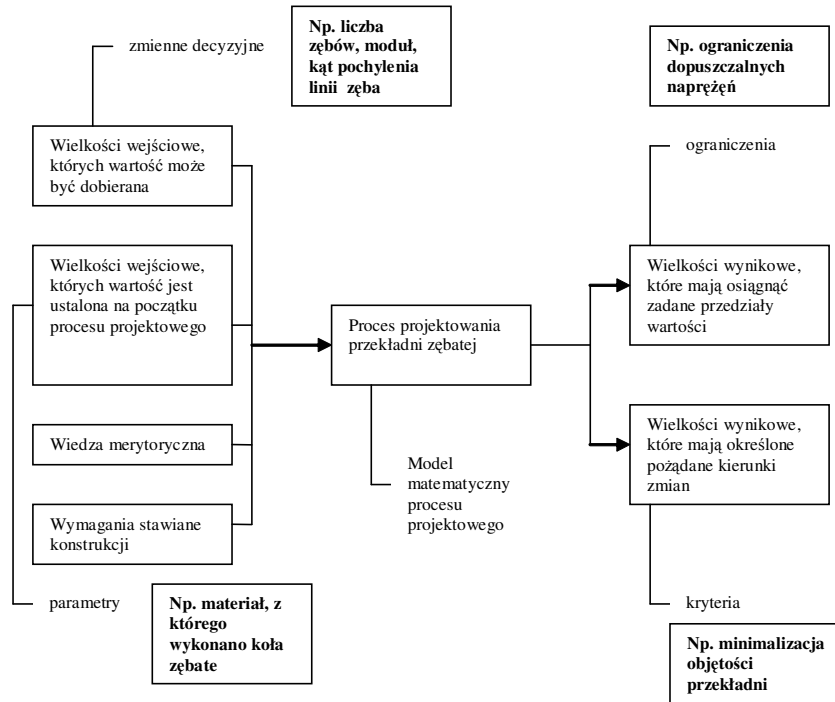 zmienne decyzyjne
Np. liczba
zębów, moduł,
kąt pochylenia
linii zęba
Np. ograniczenia
dopuszczalnych
naprężęń
Wielkości wejściowe,
których wartość może
być dobierana
ograniczenia
Wielkości wejściowe,
których wartość jest
ustalona na początku
procesu projektowego
Proces projektowania
przekładni zębatej
Wielkości wynikowe,
które mają osiągnąć
zadane przedziały
wartości
Wiedza merytoryczna
Model
matematyczny
procesu
projektowego
Wielkości wynikowe,
które mają określone
pożądane kierunki
zmian
Wymagania stawiane
konstrukcji
parametry
Np. materiał, z
którego
wykonano koła
zębate
kryteria
Np. minimalizacja
objętości
przekładni